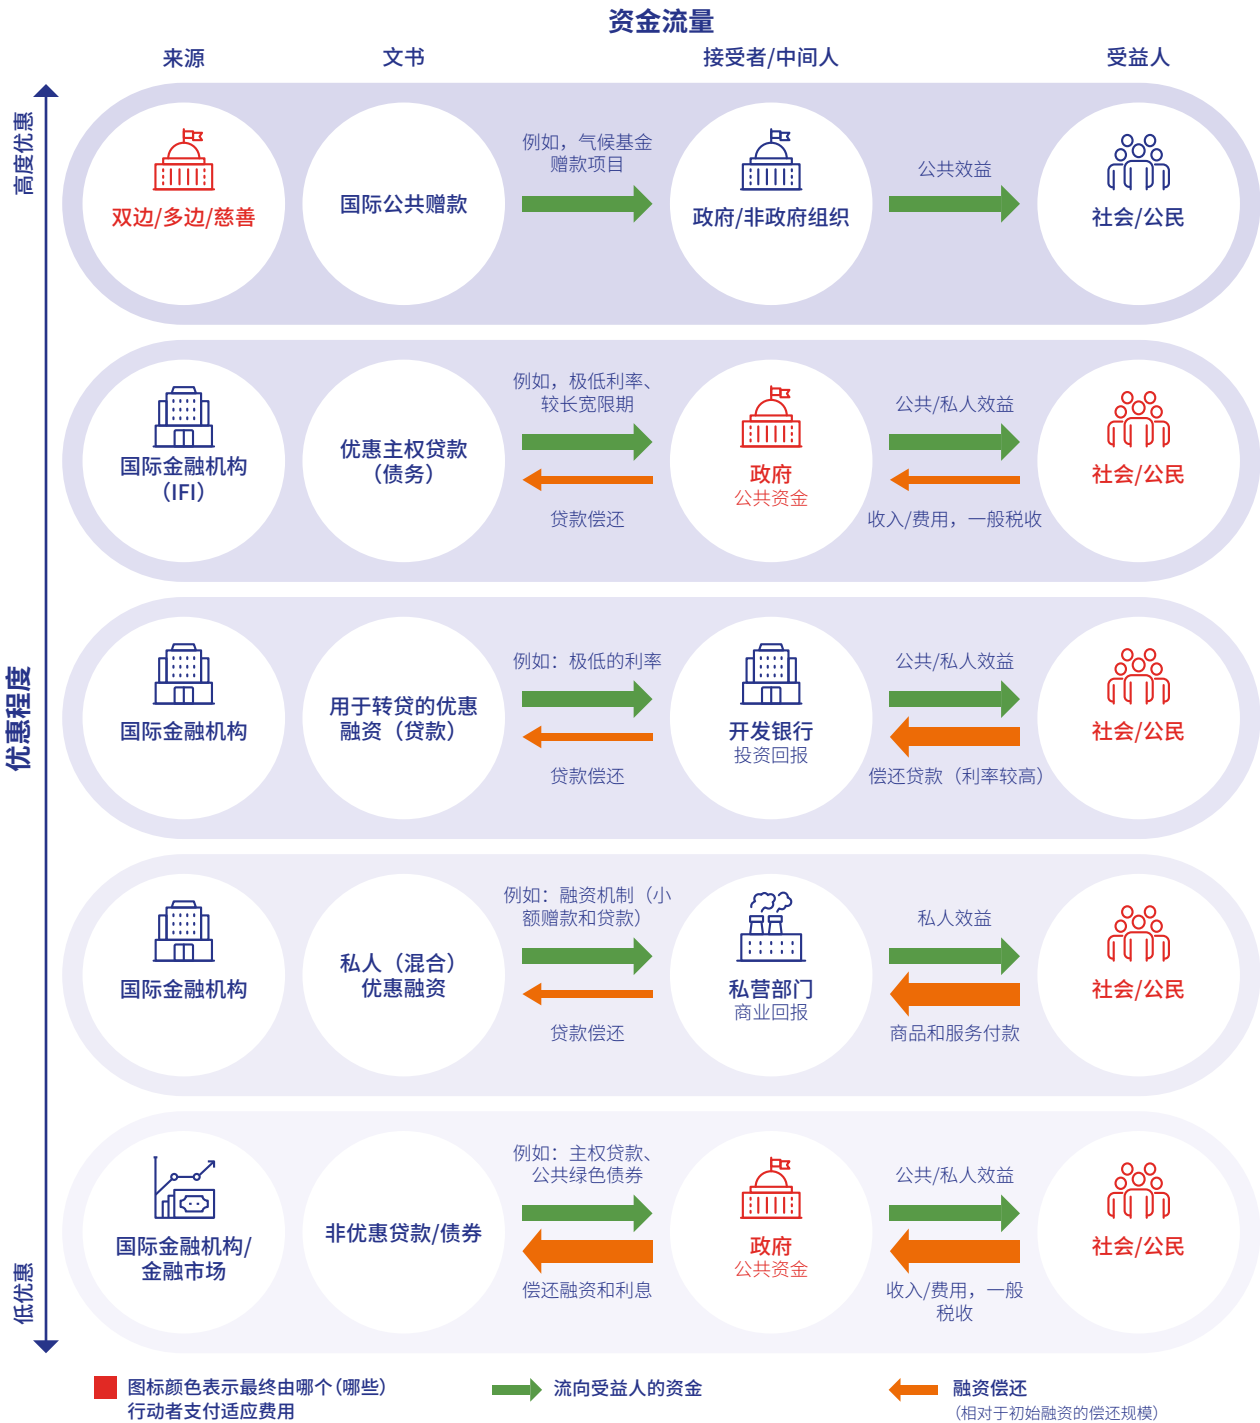 资金流量
来源
文书
接受者/中间人
受益人
优惠程度
高度优惠
双边/多边/慈善
国际公共赠款
例如，气候基金
赠款项目
政府/非政府组织
公共效益
社会/公民
国际金融机构
（IFI）
优惠主权贷款
（债务）
例如，极低利率、
较长宽限期
贷款偿还
政府
公共资金
公共/私人效益
收入/费用，一般税收
社会/公民
国际金融机构
用于转贷的优惠
融资（贷款）
例如：极低的利率
贷款偿还
开发银行
投资回报
公共/私人效益
偿还贷款（利率较高）
社会/公民
国际金融机构
私人（混合）
优惠融资
例如：融资机制（小
额赠款和贷款）
贷款偿还
私营部门
商业回报
私人效益
商品和服务付款
社会/公民
低优惠
国际金融机构/
金融市场
非优惠贷款/债券
例如：主权贷款、
公共绿色债券
偿还融资和利息
政府
公共资金
公共/私人效益
收入/费用，一般
税收
社会/公民
图标颜色表示最终由哪个（哪些）
行动者支付适应费用
流向受益人的资金
融资偿还
（相对于初始融资的偿还规模）